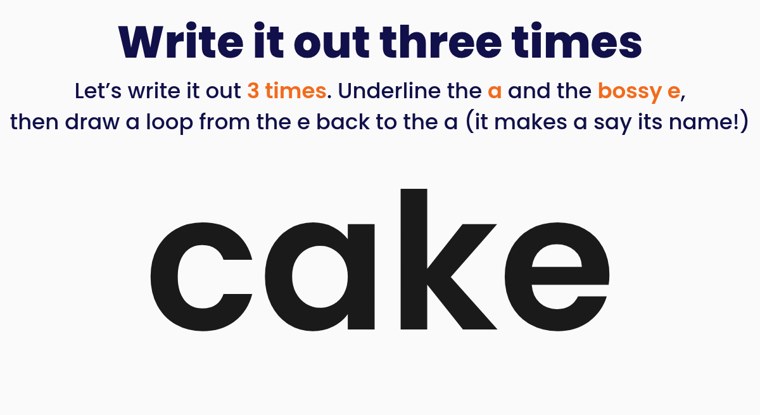 Write it out three times
Let’s write it out 3 times. Underline the a and the bossy e,
then draw a loop from the e back to the a (it makes a say its name!)
cake